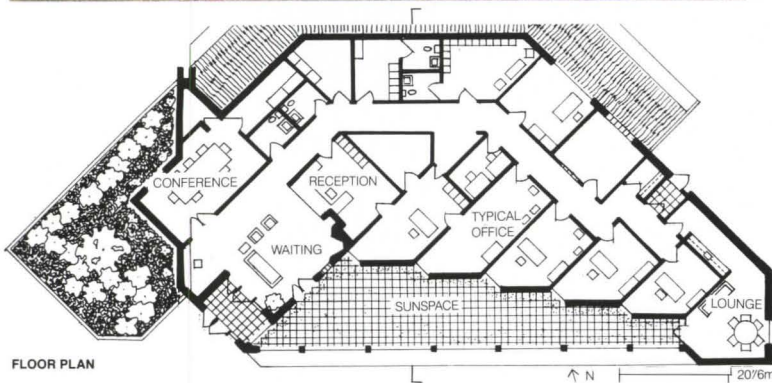 CONFERENCE
RECEPTION
WAITING
TYPICAL
OFFICE
SUNSPACE
LOUNGE
FLOOR PLAN
N
20'/6m